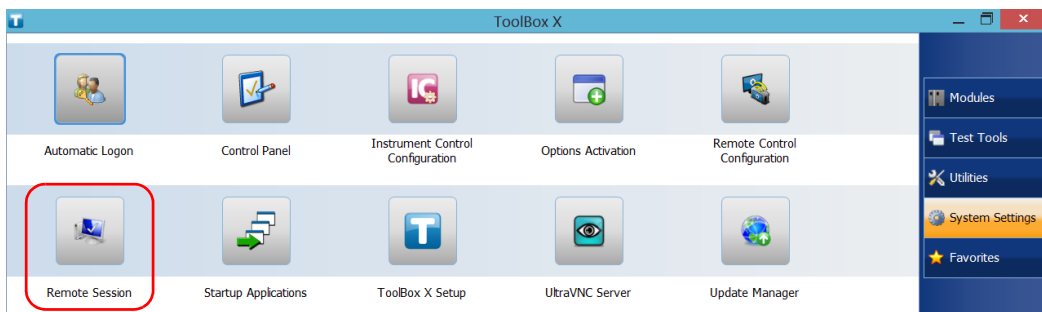 ToolBox X
Automatic Logon
Control Panel
Instrument Control
Configuration
Options Activation
Remote Control
Configuration
Remote Session
Startup Applications
ToolBox X Setup
UltraVNC Server
Update Manager
Modules
Test Tools
Utilities
System Settings
Favorites